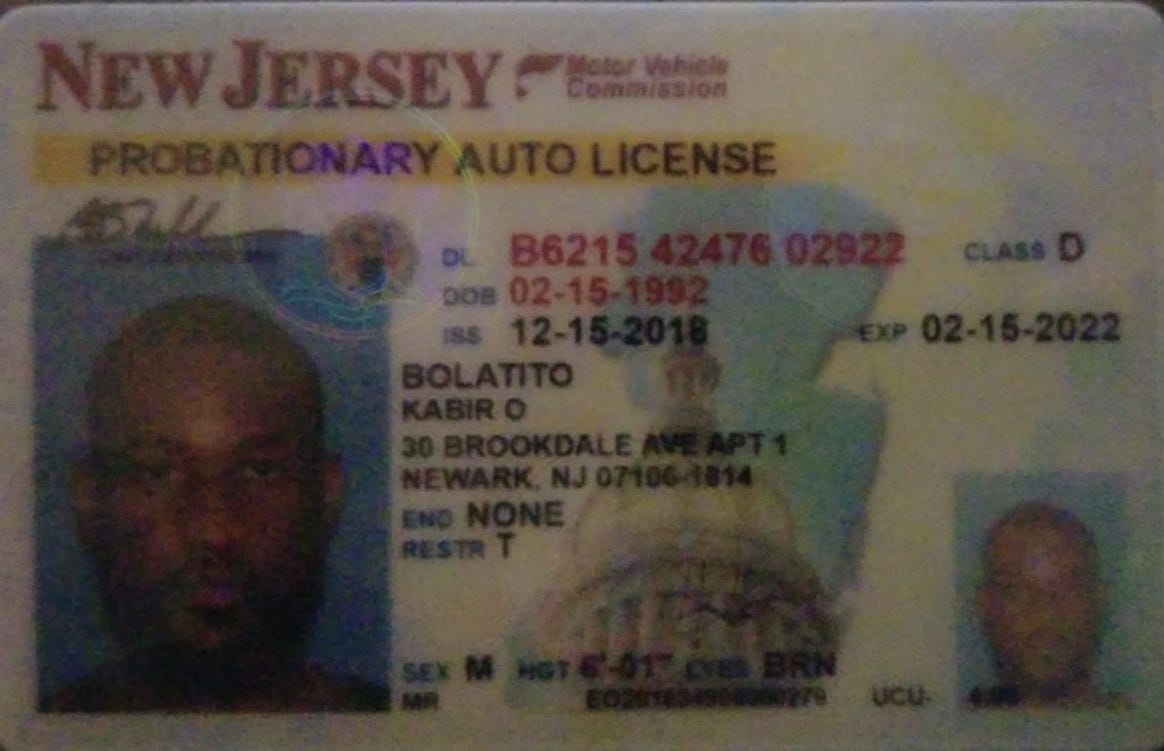 NEW JERSEY Motor Vehicle Commission
PROBATIONARY AUTO LICENSE
DL B6215 42476 02922 CLASS D
DOB 02-15-1992
ISS 12-15-2018 EXP 02-15-2022
BOLATITO
KABIR O
30 BROOKDALE AVE APT 1
NEWARK, NJ 07106-1814
END NONE
RESTR T
SEX M HGT 6'-01" EYES BRN
MR UCU-